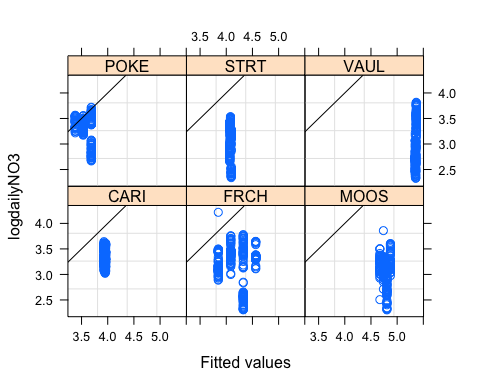 3.5 4.0 4.5 5.0
POKE STRT VAUL
4.0
3.5
3.0
2.5
logdailyNO3
CARI FRCH MOOS
4.0
3.5
3.0
2.5
3.5 4.0 4.5 5.0 3.5 4.0 4.5 5.0
Fitted values